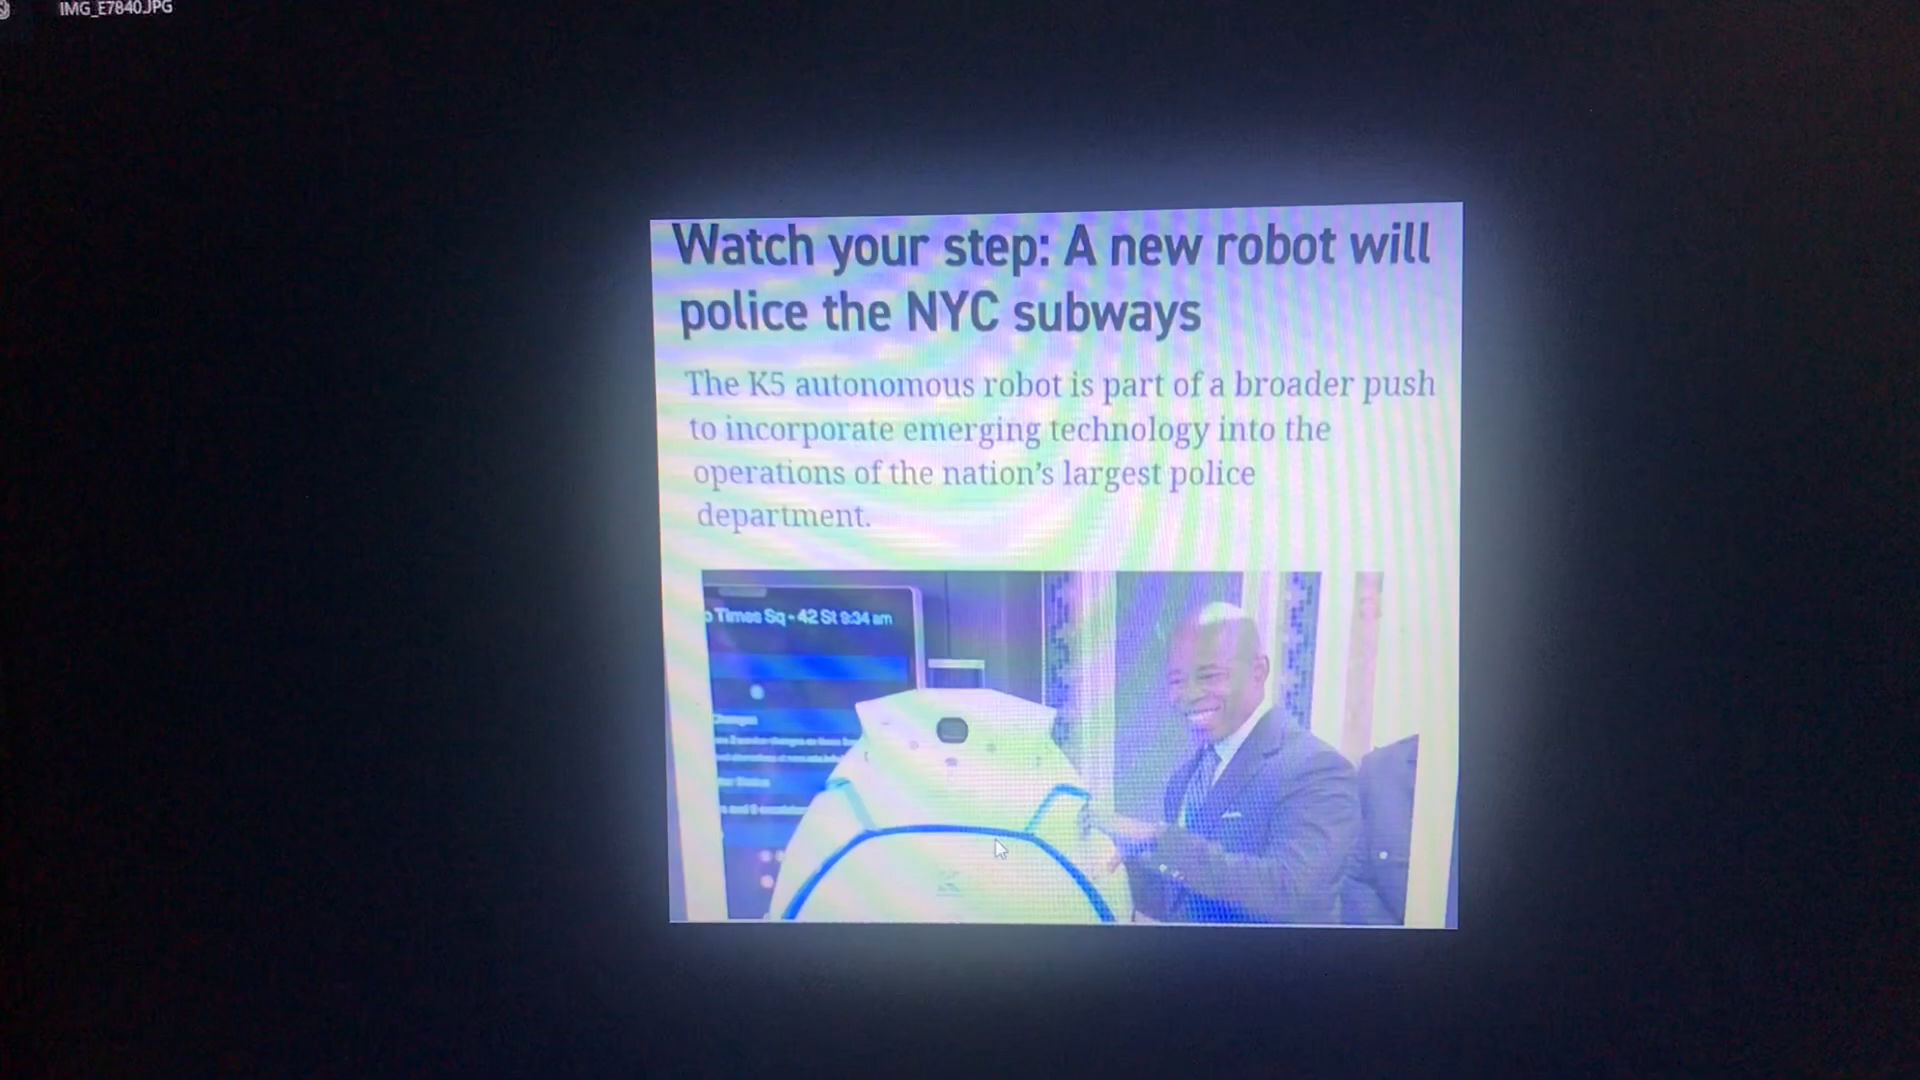 IMG_E7840.JPG
Watch your step: A new robot will
police the NYC subways
The K5 autonomous robot is part of a broader push
to incorporate emerging technology into the
operations of the nation's largest police
department.
Times Sq - 42 St 9:34 am
Changes